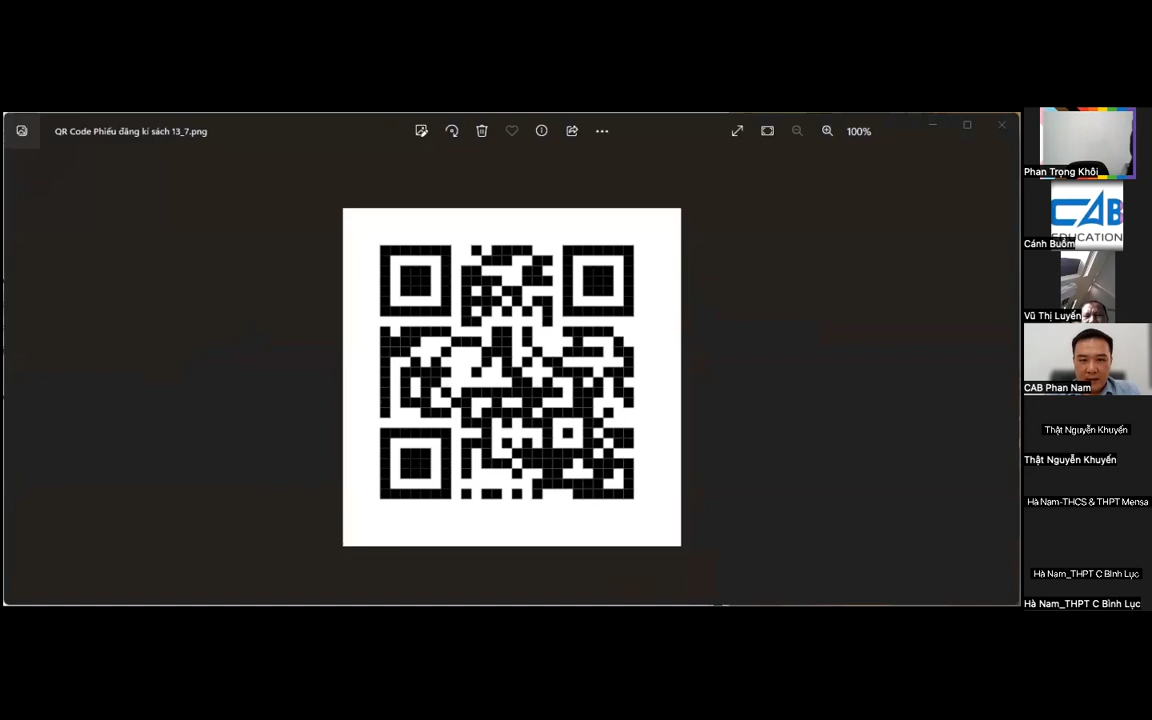 QR Code Phiếu đăng kí sách 13_7.png
100%
Phan Trọng Khôi
CAB
EDUCATION
Cánh Buồm
Vũ Thị Luyến
CAB Phan Nam
Thật Nguyễn Khuyến
Thật Nguyễn Khuyến
Hà Nam-THCS & THPT Mensa
Hà Nam_THPT C Bình Lục
Hà Nam_THPT C Bình Lục